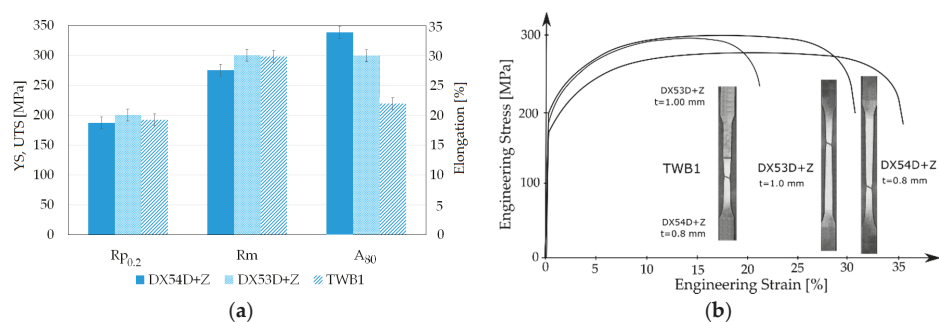 YS, UTS [MPa]
350
300
250
200
150
100
50
0
35
30
25
20
15
10
5
0
Elongation [%]
Rp0.2
Rm
A80
DX54D+Z
DX53D+Z
TWB1
(a)
Engineering Stress [MPa]
300
200
100
0
0
5
10
15
20
25
30
35
Engineering Strain [%]
DX53D+Z
t=1.00 mm
TWB1
DX54D+Z
t=0.8 mm
DX53D+Z
t=1.0 mm
DX54D+Z
t=0.8 mm
(b)